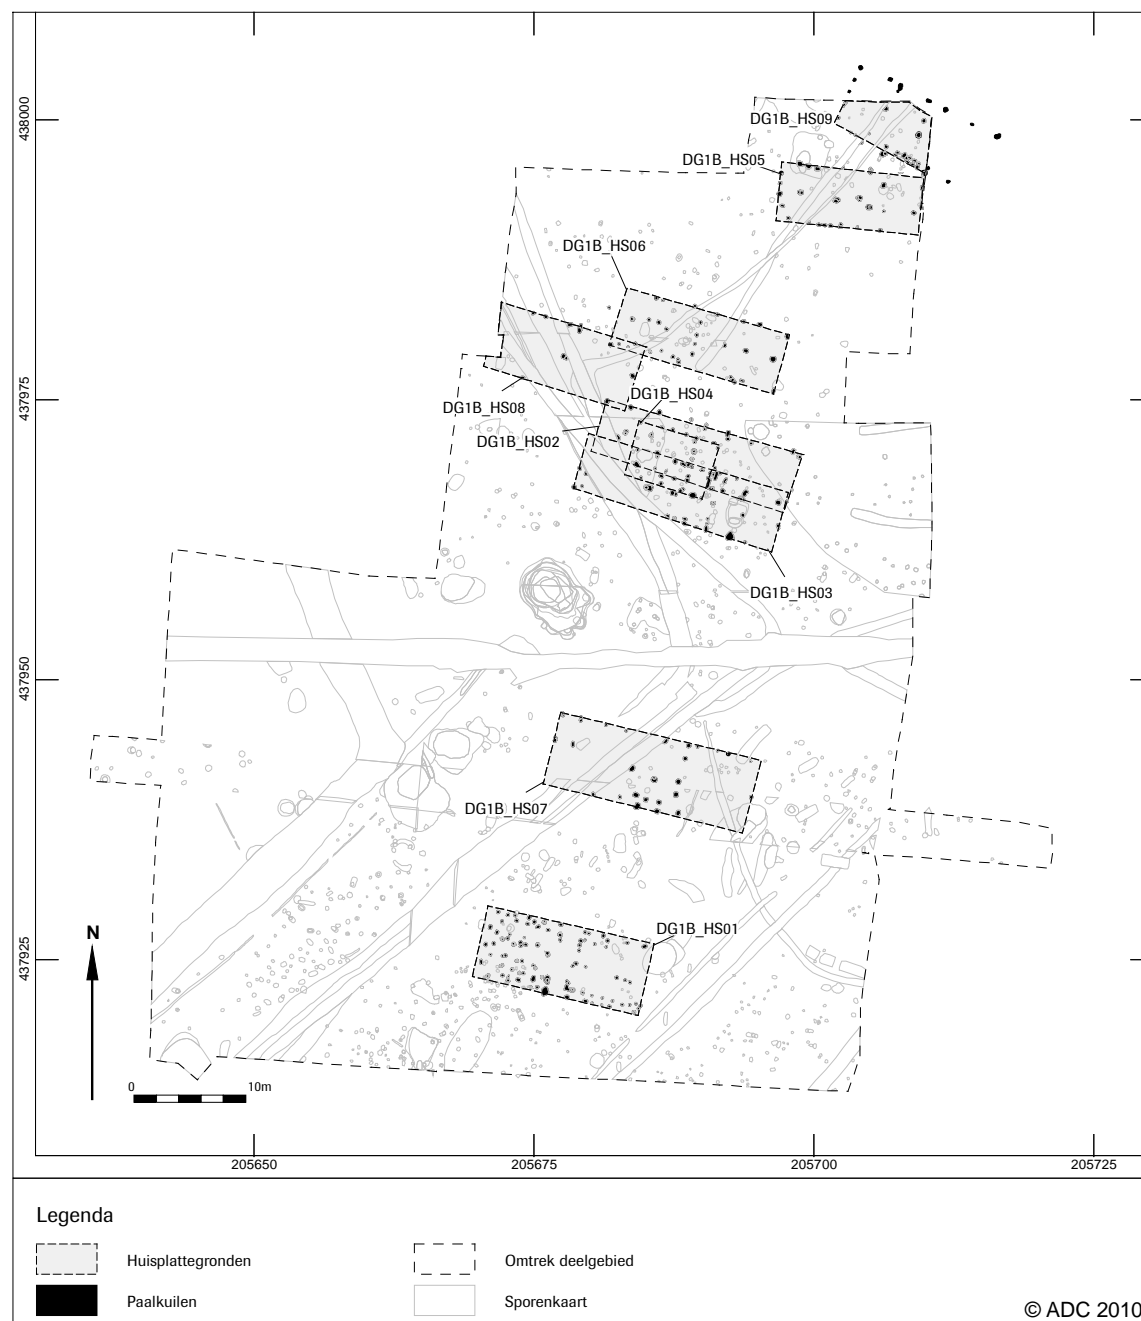 438000
437975
437950
437925
DG1B_HS09
DG1B_HS05
DG1B_HS06
DG1B_HS04
DG1B_HS08
DG1B_HS02
DG1B_HS03
DG1B_HS07
DG1B_HS01
N
0 10m
205650 205675 205700 205725
Legenda
Huisplattegronden Omtrek deelgebied
Paalkuilen Sporenkaart
© ADC 2010